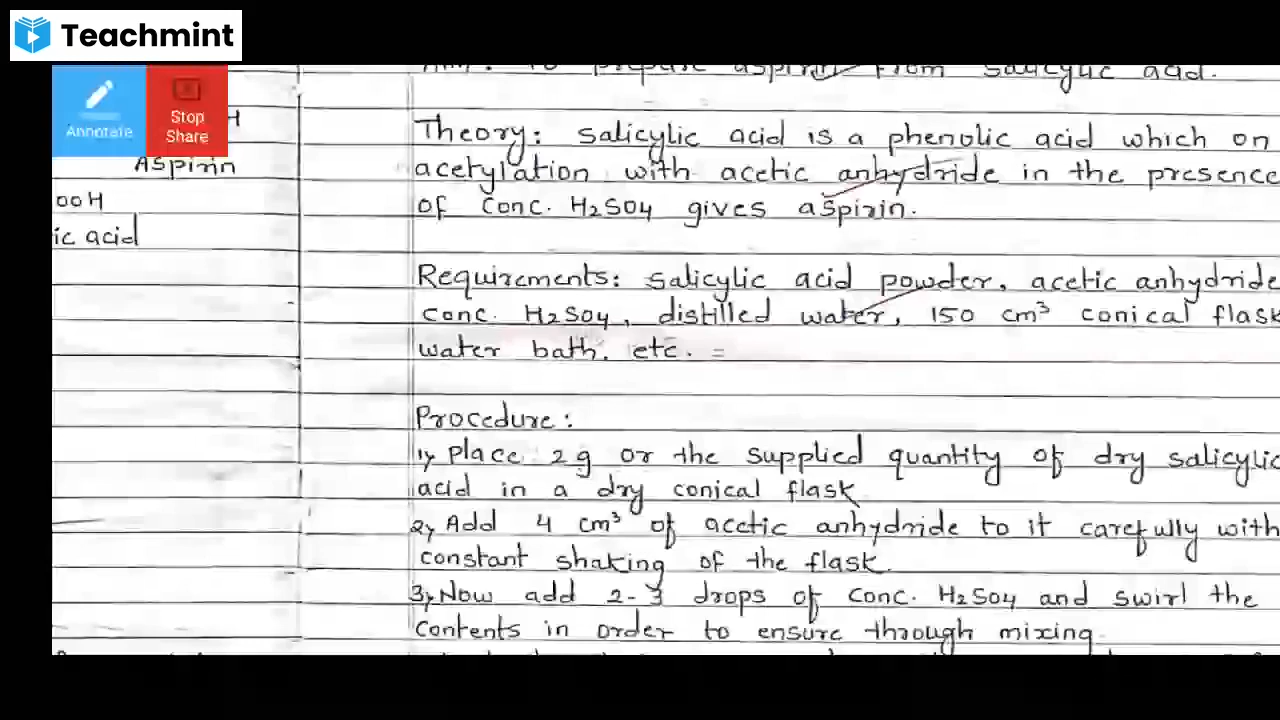 Teachmint
Annotate
Stop
Share
H
Aspirin
ooH
ic acid
Aim: To prepare aspirin from salicylic acid.
Theory: Salicylic acid is a phenolic acid which on
acetylation with acetic anhydride in the presence
of conc. H2SO4 gives aspirin.
Requirements: Salicylic acid powder, acetic anhydride
conc. H2SO4, distilled water, 150 cm³ conical flask
water bath. etc. =
Procedure:
1) Place 2g or the supplied quantity of dry salicylic
acid in a dry conical flask
2) Add 4 cm³ of acetic anhydride to it carefully with
constant shaking of the flask.
3) Now add 2-3 drops of conc. H2SO4 and swirl the
contents in order to ensure through mixing.